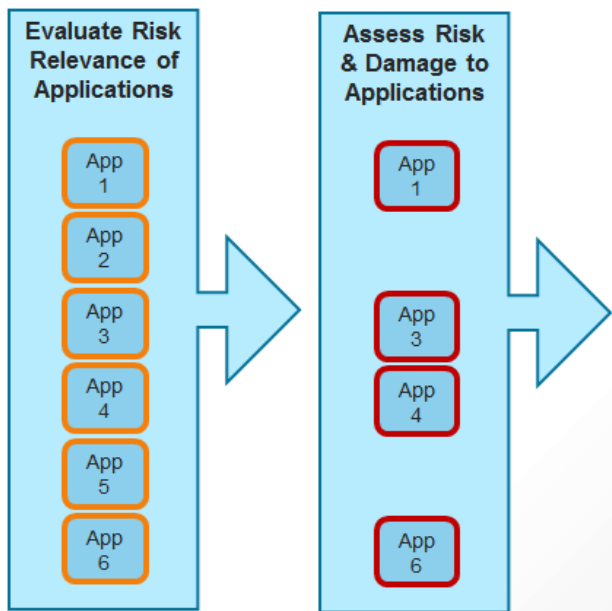 Evaluate Risk
Relevance of
Applications
App
1
App
2
App
3
App
4
App
5
App
6
Assess Risk
& Damage to
Applications
App
1
App
3
App
4
App
6